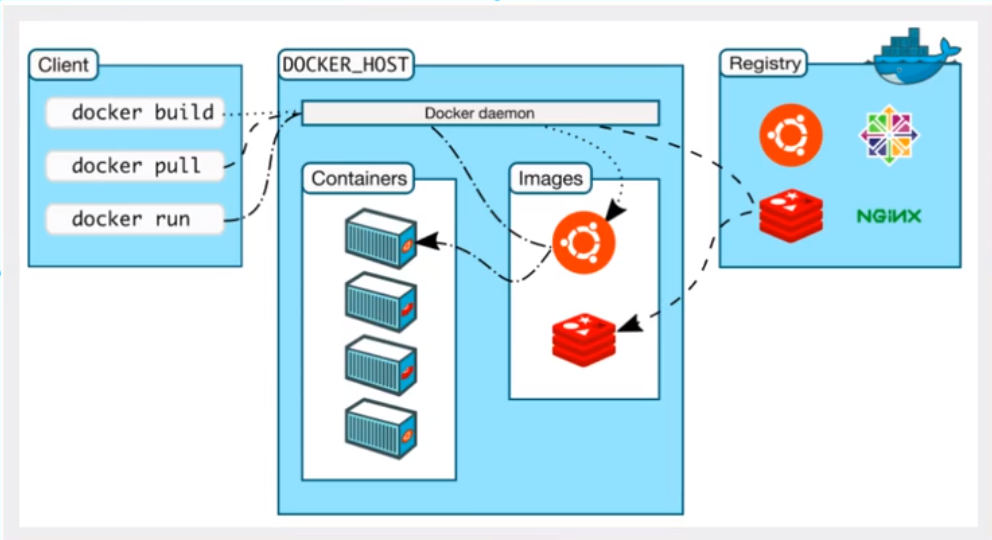 Client
docker build
docker pull
docker run
DOCKER_HOST
Docker daemon
Containers
Images
Registry
NGINX